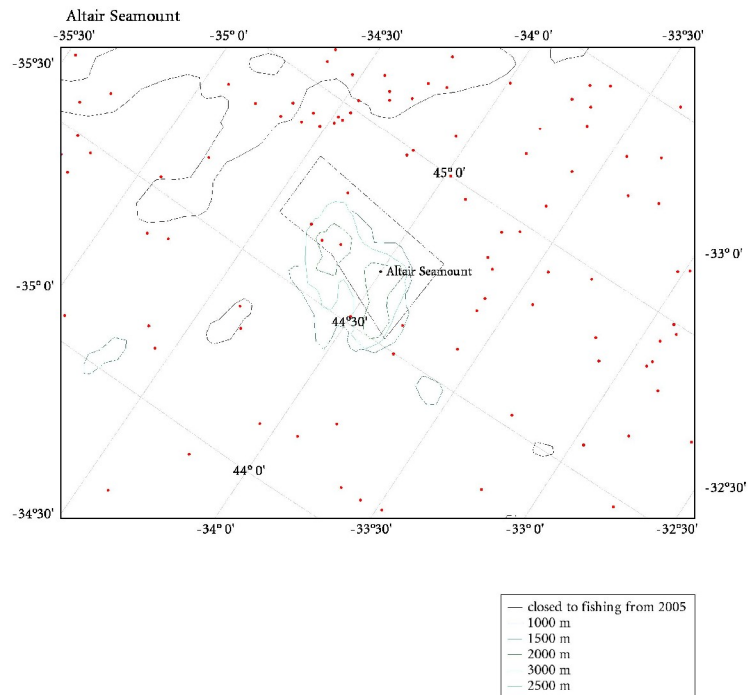 Altair Seamount
-35°30' -35° 0' -34°30' -34° 0' -33°30'
-35°30'
45° 0'
-33° 0'
Altair Seamount
-35° 0'
44°30'
44° 0'
-32°30'
-34°30'
-34° 0' -33°30' -33° 0' -32°30'
closed to fishing from 2005
1000 m
1500 m
2000 m
3000 m
2500 m